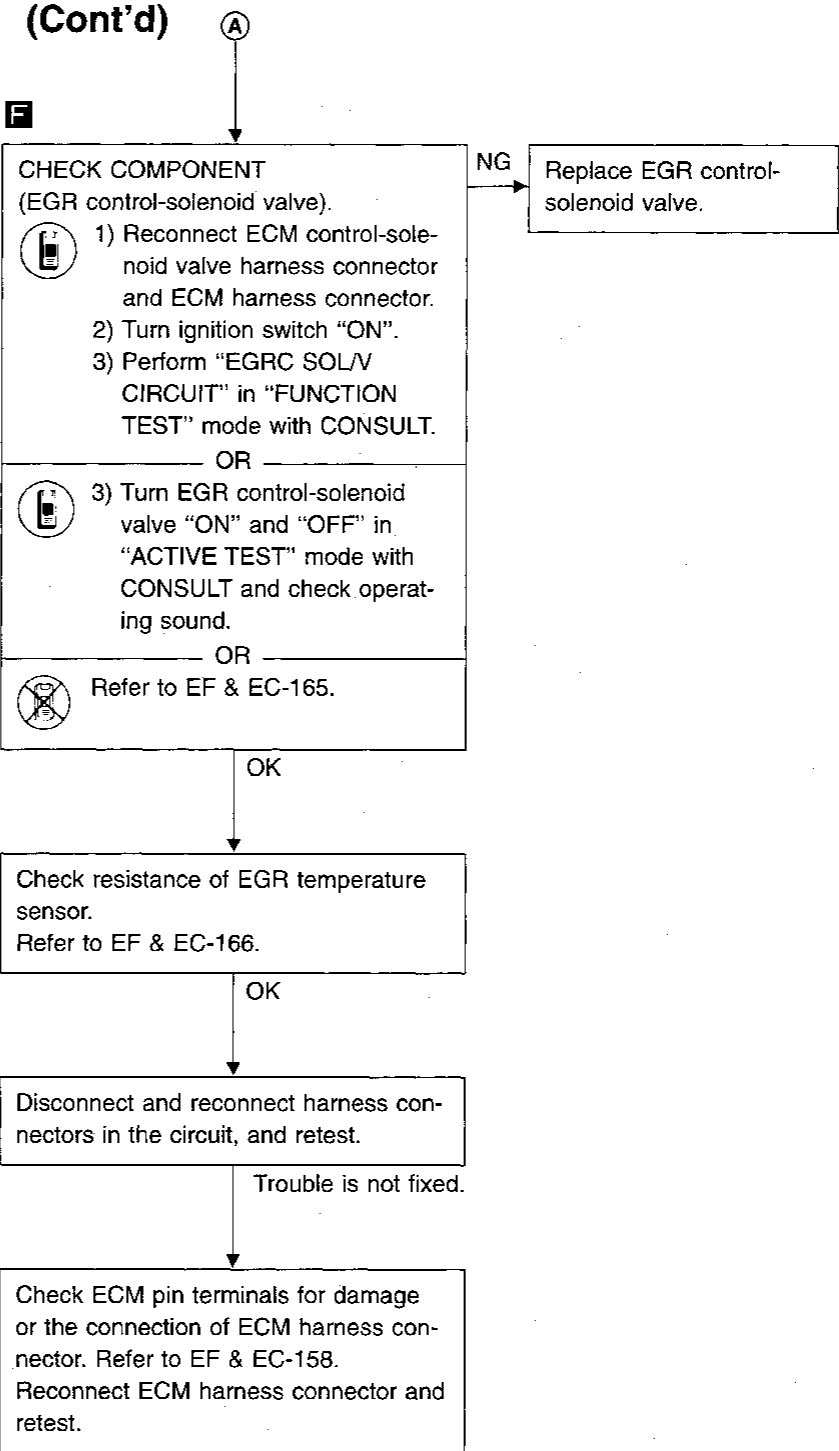 (Cont'd)
A
F
CHECK COMPONENT
(EGR control-solenoid valve).
1) Reconnect ECM control-sole-
noid valve harness connector
and ECM harness connector.
2) Turn ignition switch “ON”.
3) Perform “EGRC SOL/V
CIRCUIT” in “FUNCTION
TEST” mode with CONSULT.
OR
3) Turn EGR control-solenoid
valve “ON” and “OFF” in
“ACTIVE TEST” mode with
CONSULT and check operat-
ing sound.
OR
Refer to EF & EC-165.
NG
Replace EGR control-
solenoid valve.
OK
Check resistance of EGR temperature
sensor.
Refer to EF & EC-166.
OK
Disconnect and reconnect harness con-
nectors in the circuit, and retest.
Trouble is not fixed.
Check ECM pin terminals for damage
or the connection of ECM harness con-
nector. Refer to EF & EC-158.
Reconnect ECM harness connector and
retest.